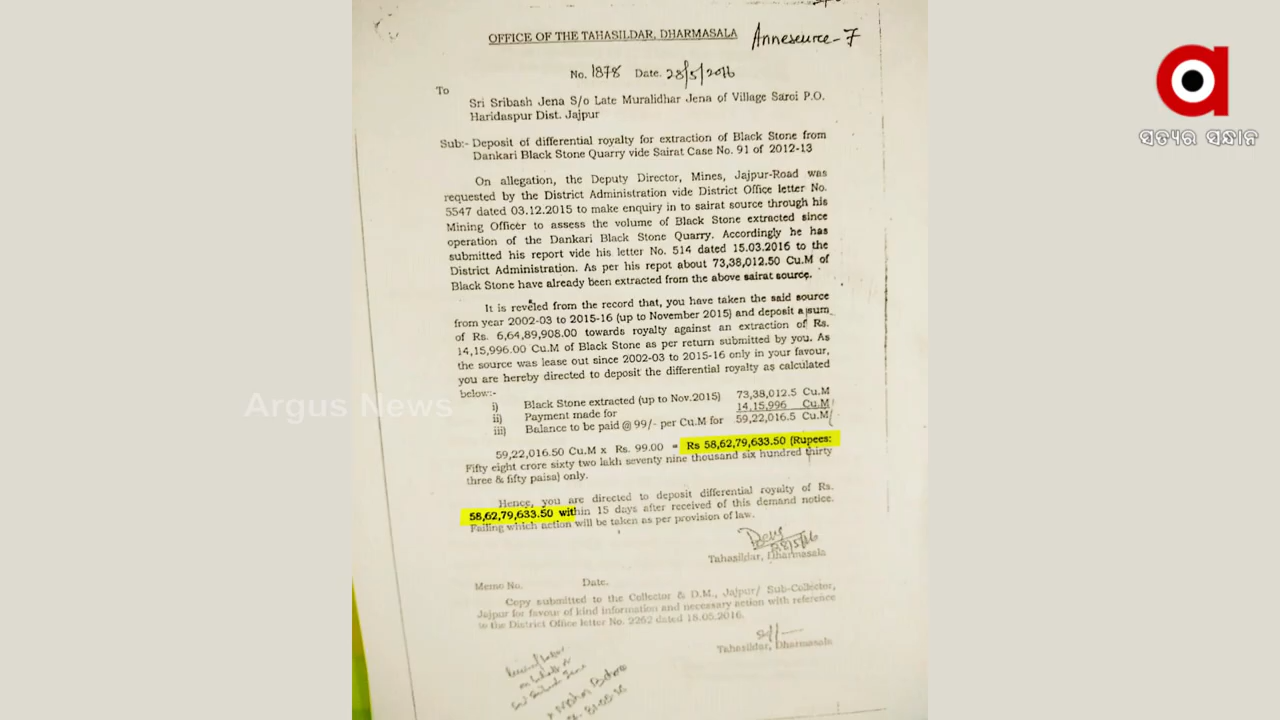 OFFICE OF THE TAHASILDAR, DHARMASALA
Annexure-7
No. 1878 Date. 28/5/2016
To
Sri Sribash Jena S/o Late Muralidhar Jena of Village Saroi P.O.
Haridaspur Dist. Jajpur
Sub:- Deposit of differential royalty for extraction of Black Stone from
Dankari Black Stone Quarry vide Sairat Case No. 91 of 2012-13
On allegation, the Deputy Director, Mines, Jajpur-Road was
requested by the District Administration vide District Office letter No.
5547 dated 03.12.2015 to make enquiry in to sairat source through his
Mining Officer to assess the volume of Black Stone extracted since
operation of the Dankari Black Stone Quarry. Accordingly he has
submitted his report vide his letter No. 514 dated 15.03.2016 to the
District Administration. As per his repot about 73,38,012.50 Cu.M of
Black Stone have already been extracted from the above sairat source.
It is reveled from the record that, you have taken the said source
from year 2002-03 to 2015-16 (up to November 2015) and deposit a sum
of Rs. 6,64,89,908.00 towards royalty against an extraction of Rs.
14,15,996.00 Cu.M of Black Stone as per return submitted by you. As
the source was lease out since 2002-03 to 2015-16 only in your favour,
you are hereby directed to deposit the differential royalty as calculated
below:-
i) Black Stone extracted (up to Nov.2015) 73,38,012.5 Cu.M
ii) Payment made for 14,15,996 Cu.M
iii) Balance to be paid @ 99/- per Cu.M for 59,22,016.5 Cu.M
59,22,016.50 Cu.M x Rs. 99.00 = Rs 58,62,79,633.50 (Rupees:
Fifty eight crore sixty two lakh seventy nine thousand six hundred thirty
three & fifty paisa) only.
Hence, you are directed to deposit differential royalty of Rs.
58,62,79,633.50 within 15 days after received of this demand notice.
Failing which action will be taken as per provision of law.
28/5/16
Tahasildar, Dharmasala
Memo No. Date.
Copy submitted to the Collector & D.M., Jajpur/ Sub-Collector,
Jajpur for favour of kind information and necessary action with reference
to the District Office letter No. 2262 dated 18.05.2016.
Sd/-
Tahasildar, Dharmasala
on behalf of
Sri Sribash Jena
Argus News
a
ସତ୍ୟର ସନ୍ଧାନ